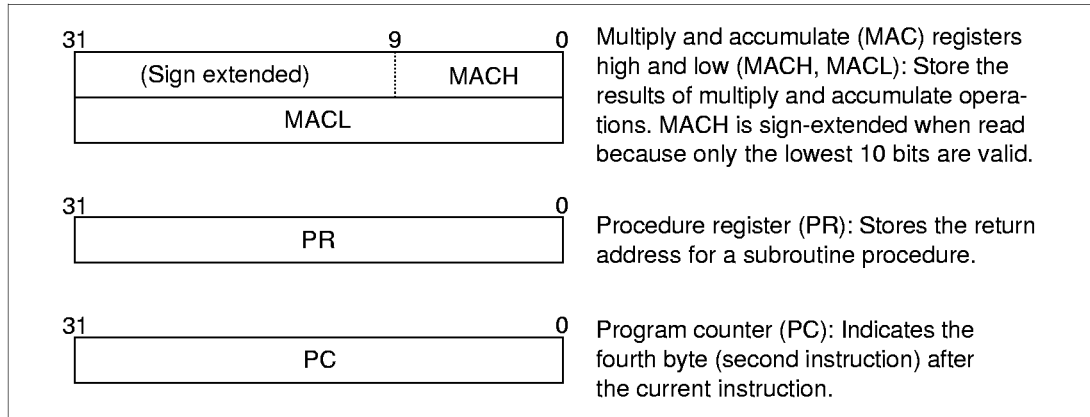 31 9 0
(Sign extended) MACH
MACL
Multiply and accumulate (MAC) registers
high and low (MACH, MACL): Store the
results of multiply and accumulate opera-
tions. MACH is sign-extended when read
because only the lowest 10 bits are valid.
31 0
PR
Procedure register (PR): Stores the return
address for a subroutine procedure.
31 0
PC
Program counter (PC): Indicates the
fourth byte (second instruction) after
the current instruction.